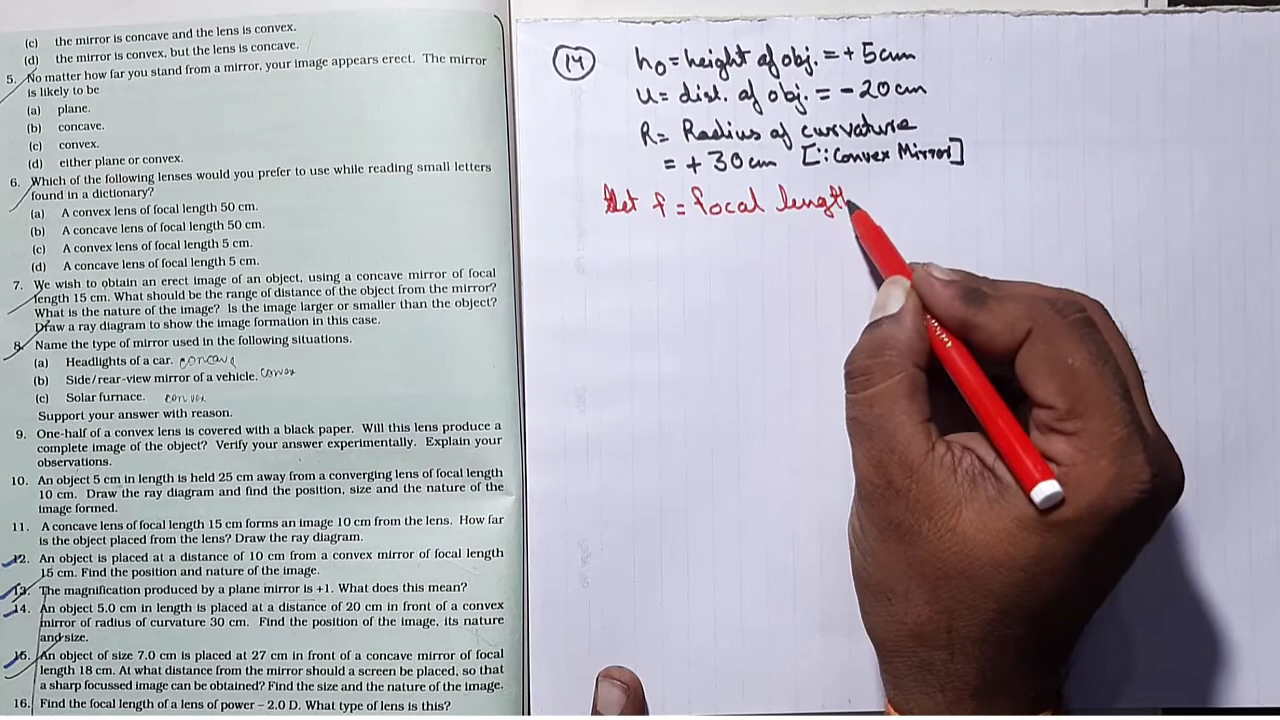 (c) the mirror is concave and the lens is convex.
(d) the mirror is convex, but the lens is concave.
5. No matter how far you stand from a mirror, your image appears erect. The mirror
is likely to be
(a) plane.
(b) concave.
(c) convex.
(d) either plane or convex.
6. Which of the following lenses would you prefer to use while reading small letters
found in a dictionary?
(a) A convex lens of focal length 50 cm.
(b) A concave lens of focal length 50 cm.
(c) A convex lens of focal length 5 cm.
(d) A concave lens of focal length 5 cm.
7. We wish to obtain an erect image of an object, using a concave mirror of focal
length 15 cm. What should be the range of distance of the object from the mirror?
What is the nature of the image? Is the image larger or smaller than the object?
Draw a ray diagram to show the image formation in this case.
8. Name the type of mirror used in the following situations.
(a) Headlights of a car. concave
(b) Side/rear-view mirror of a vehicle. convex
(c) Solar furnace. convex
Support your answer with reason.
9. One-half of a convex lens is covered with a black paper. Will this lens produce a
complete image of the object? Verify your answer experimentally. Explain your
observations.
10. An object 5 cm in length is held 25 cm away from a converging lens of focal length
10 cm. Draw the ray diagram and find the position, size and the nature of the
image formed.
11. A concave lens of focal length 15 cm forms an image 10 cm from the lens. How far
is the object placed from the lens? Draw the ray diagram.
12. An object is placed at a distance of 10 cm from a convex mirror of focal length
15 cm. Find the position and nature of the image.
13. The magnification produced by a plane mirror is +1. What does this mean?
14. An object 5.0 cm in length is placed at a distance of 20 cm in front of a convex
mirror of radius of curvature 30 cm. Find the position of the image, its nature
and size.
15. An object of size 7.0 cm is placed at 27 cm in front of a concave mirror of focal
length 18 cm. At what distance from the mirror should a screen be placed, so that
a sharp focussed image can be obtained? Find the size and the nature of the image.
16. Find the focal length of a lens of power – 2.0 D. What type of lens is this?
14 ho = height of obj. = +5cm
u = dist. of obj. = -20cm
R = Radius of curvature
= +30cm [∵ Convex Mirror]
Let f = focal length